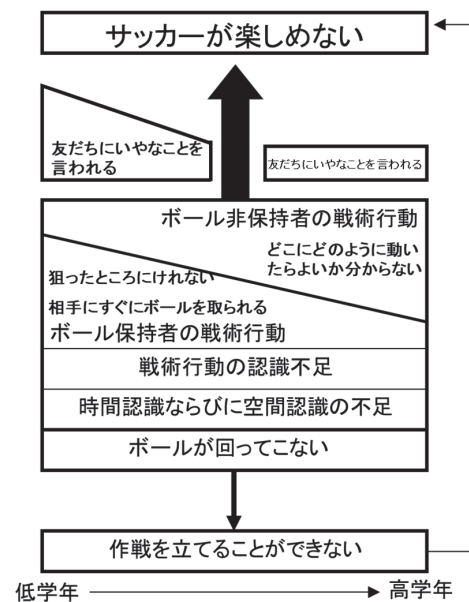 サッカーが楽しめない
友だちにいやなことを
言われる
友だちにいやなことを言われる
ボール非保持者の戦術行動
どこにどのように動い
たらよいか分からない
狙ったところにけれない
相手にすぐにボールを取られる
ボール保持者の戦術行動
戦術行動の認識不足
時間認識ならびに空間認識の不足
ボールが回ってこない
作戦を立てることができない
低学年
高学年